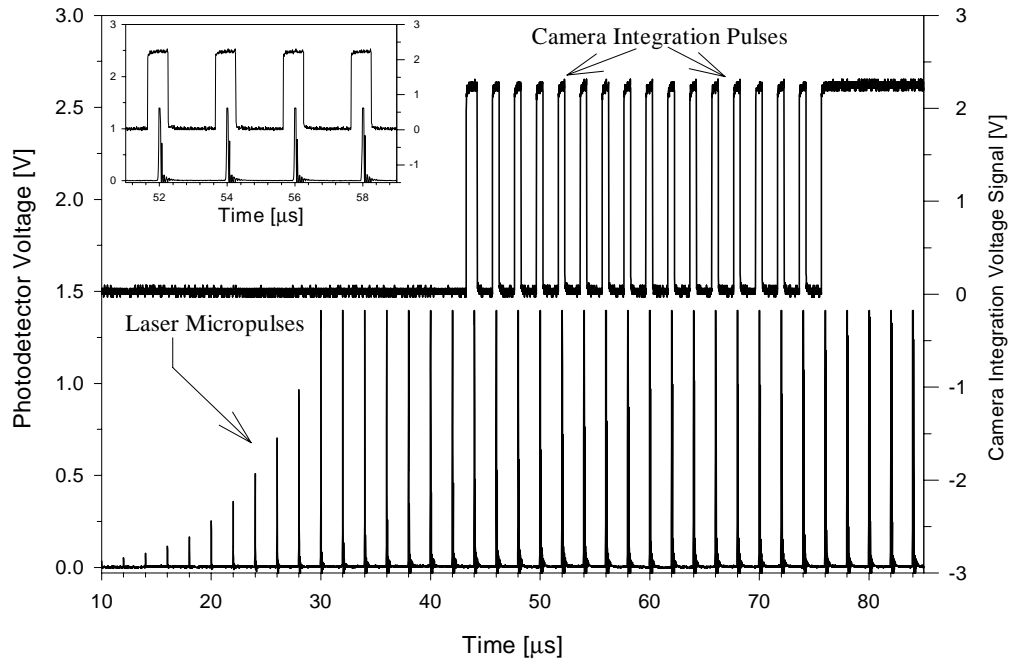 Photodetector Voltage [V]
3.0
2.5
2.0
1.5
1.0
0.5
0.0
3
2
1
0
2
1
0
-1
52 54 56 58
Time [μs]
Camera Integration Pulses
Laser Micropulses
3
2
1
0
-1
-2
-3
Camera Integration Voltage Signal [V]
10 20 30 40 50 60 70 80
Time [μs]